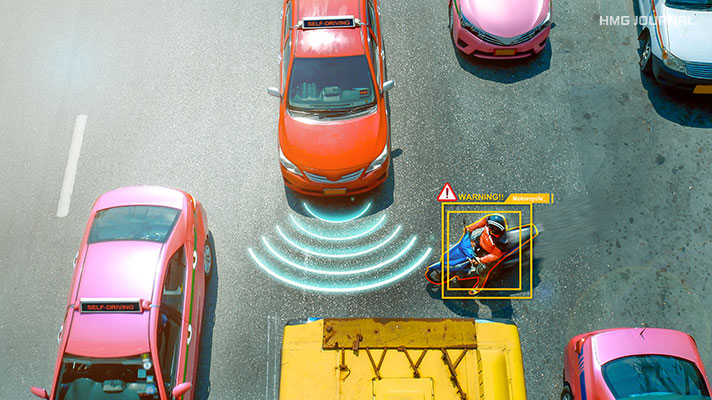 HMG JOURNAL
SELF-DRIVING
WARNING!!
Motorcycle
SELF-DRIVING